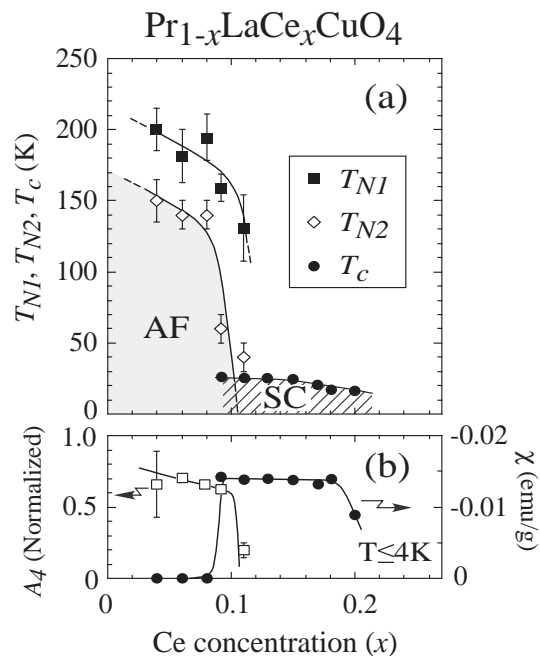 Pr1-xLaCexCuO4
250
200
150
100
50
0
TN1, TN2, Tc (K)
(a)
TN1
TN2
Tc
AF
SC
1.0
0.5
0
A4 (Normalized)
(b)
T≤4K
-0.02
-0.01
0
χ (emu/g)
0 0.1 0.2
Ce concentration (x)